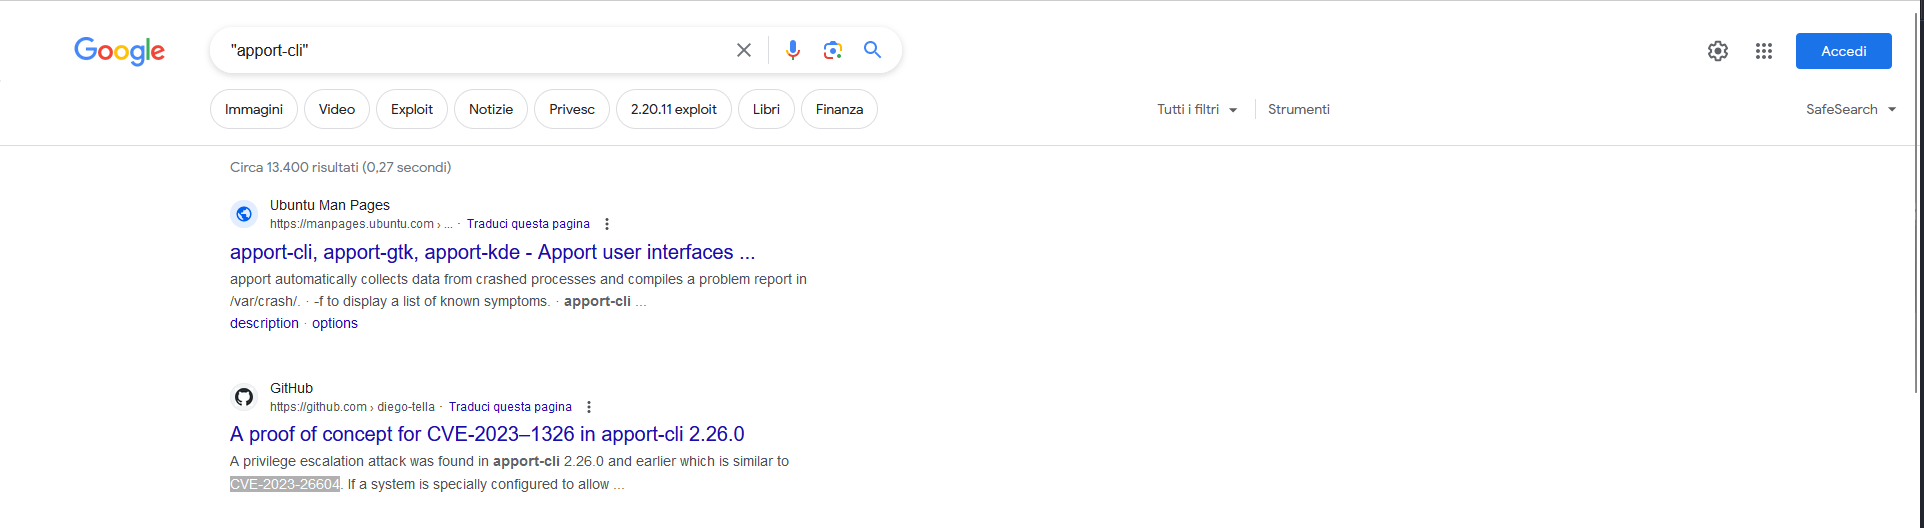 Google
"apport-cli"
Accedi
Immagini
Video
Exploit
Notizie
Privesc
2.20.11 exploit
Libri
Finanza
Tutti i filtri
Strumenti
SafeSearch
Circa 13.400 risultati (0,27 secondi)
Ubuntu Man Pages
https://manpages.ubuntu.com › ... · Traduci questa pagina
apport-cli, apport-gtk, apport-kde - Apport user interfaces ...
apport automatically collects data from crashed processes and compiles a problem report in
/var/crash/. · -f to display a list of known symptoms. · apport-cli ...
description · options
GitHub
https://github.com › diego-tella · Traduci questa pagina
A proof of concept for CVE-2023–1326 in apport-cli 2.26.0
A privilege escalation attack was found in apport-cli 2.26.0 and earlier which is similar to
CVE-2023-26604. If a system is specially configured to allow ...